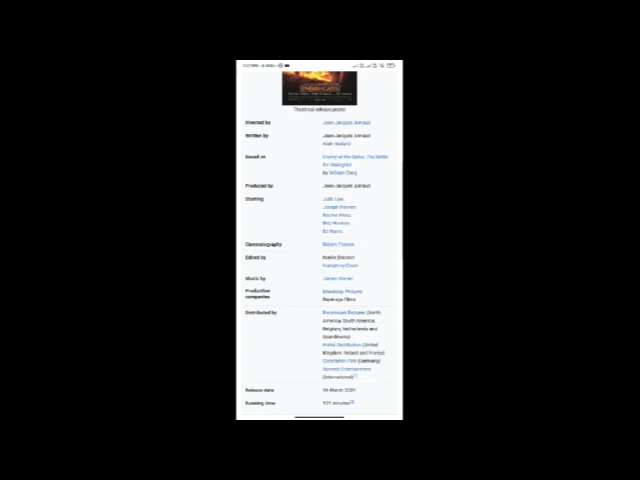 Theatrical release poster
Directed by Jean-Jacques Annaud
Written by Jean-Jacques Annaud
Alain Godard
Based on Enemy at the Gates: The Battle
for Stalingrad
by William Craig
Produced by Jean-Jacques Annaud
Starring Jude Law
Joseph Fiennes
Rachel Weisz
Bob Hoskins
Ed Harris
Cinematography Robert Fraisse
Edited by Noëlle Boisson
Humphrey Dixon
Music by James Horner
Production
companies
Mandalay Pictures
Repérage Films
Distributed by Paramount Pictures (North
America, South America,
Belgium, Netherlands and
Scandinavia)
Pathé Distribution (United
Kingdom, Ireland and France)
Constantin Film (Germany)
Summit Entertainment
(International)
Release date 16 March 2001
Running time 131 minutes